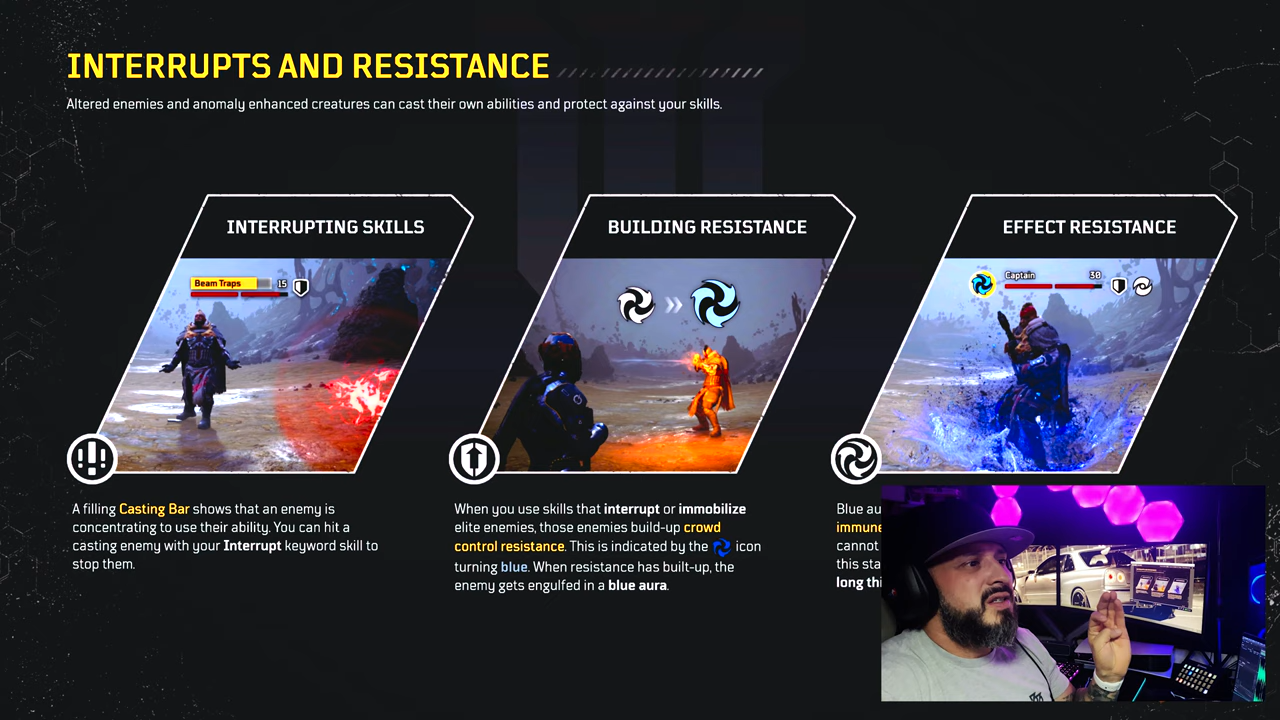 INTERRUPTS AND RESISTANCE
Altered enemies and anomaly enhanced creatures can cast their own abilities and protect against your skills.
INTERRUPTING SKILLS
Beam Traps 15
A filling Casting Bar shows that an enemy is
concentrating to use their ability. You can hit a
casting enemy with your Interrupt keyword skill to
stop them.
BUILDING RESISTANCE
When you use skills that interrupt or immobilize
elite enemies, those enemies build-up crowd
control resistance. This is indicated by the icon
turning blue. When resistance has built-up, the
enemy gets engulfed in a blue aura.
EFFECT RESISTANCE
Captain 30
Blue au
immune
cannot
this sta
long thi